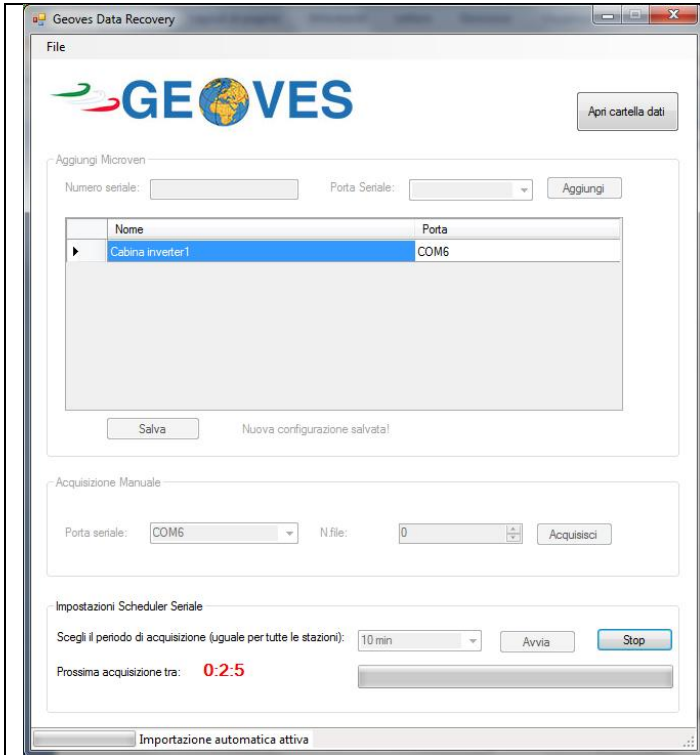 Geoves Data Recovery
File
GEOVES
Apri cartella dati
Aggiungi Microven
Numero seriale: Porta Seriale: Aggiungi
Nome Porta
Cabina inverter1 COM6
Salva Nuova configurazione salvata!
Acquisizione Manuale
Porta seriale: COM6 N.file: 0 Acquisisci
Impostazioni Scheduler Seriale
Scegli il periodo di acquisizione (uguale per tutte le stazioni): 10 min Avvia Stop
Prossima acquisizione tra: 0:2:5
Importazione automatica attiva